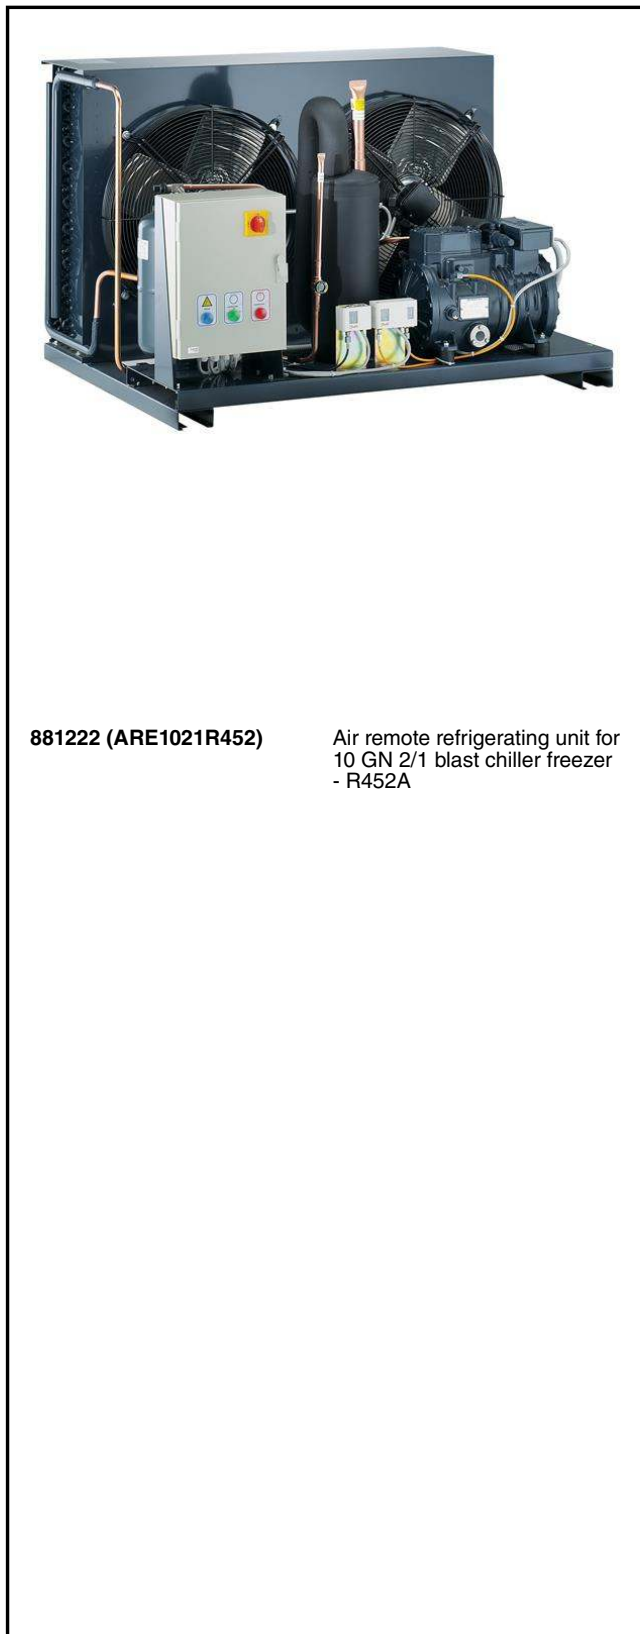 881222 (ARE1021R452)
Air remote refrigerating unit for
10 GN 2/1 blast chiller freezer
- R452A